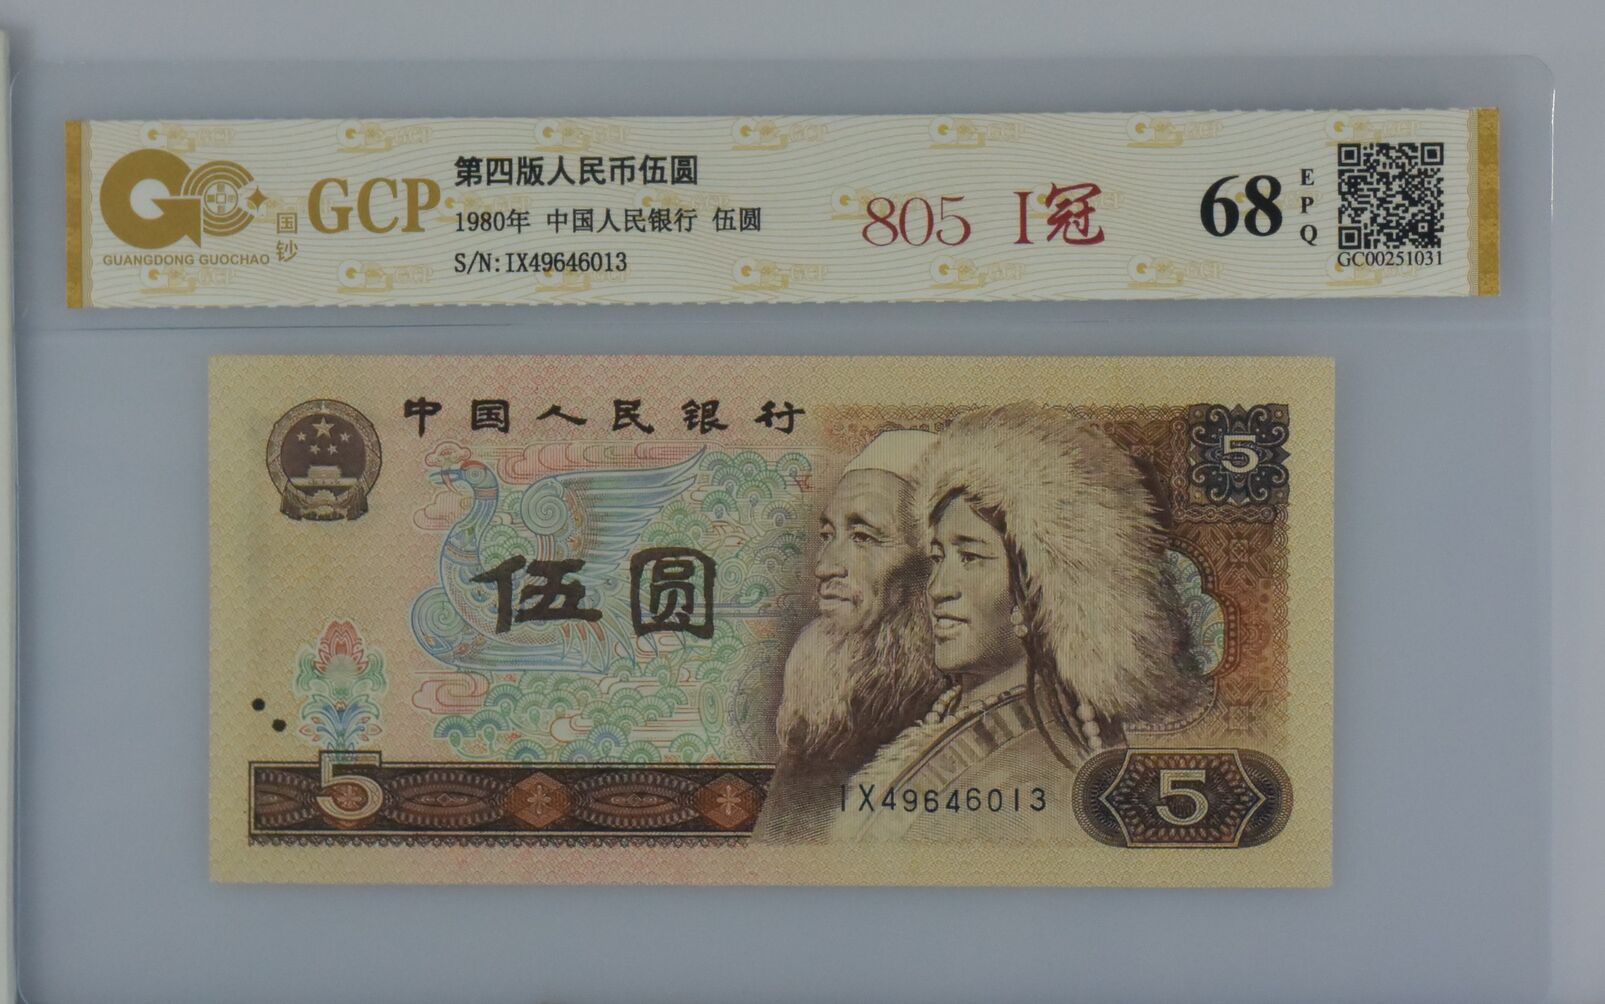 GCP
国钞
GUANGDONG GUOCHAO
第四版人民币伍圆
1980年 中国人民银行 伍圆
S/N:IX49646013
805 I冠
68
EPQ
GC00251031
中国人民银行
5
伍圆
5
IX49646013
5